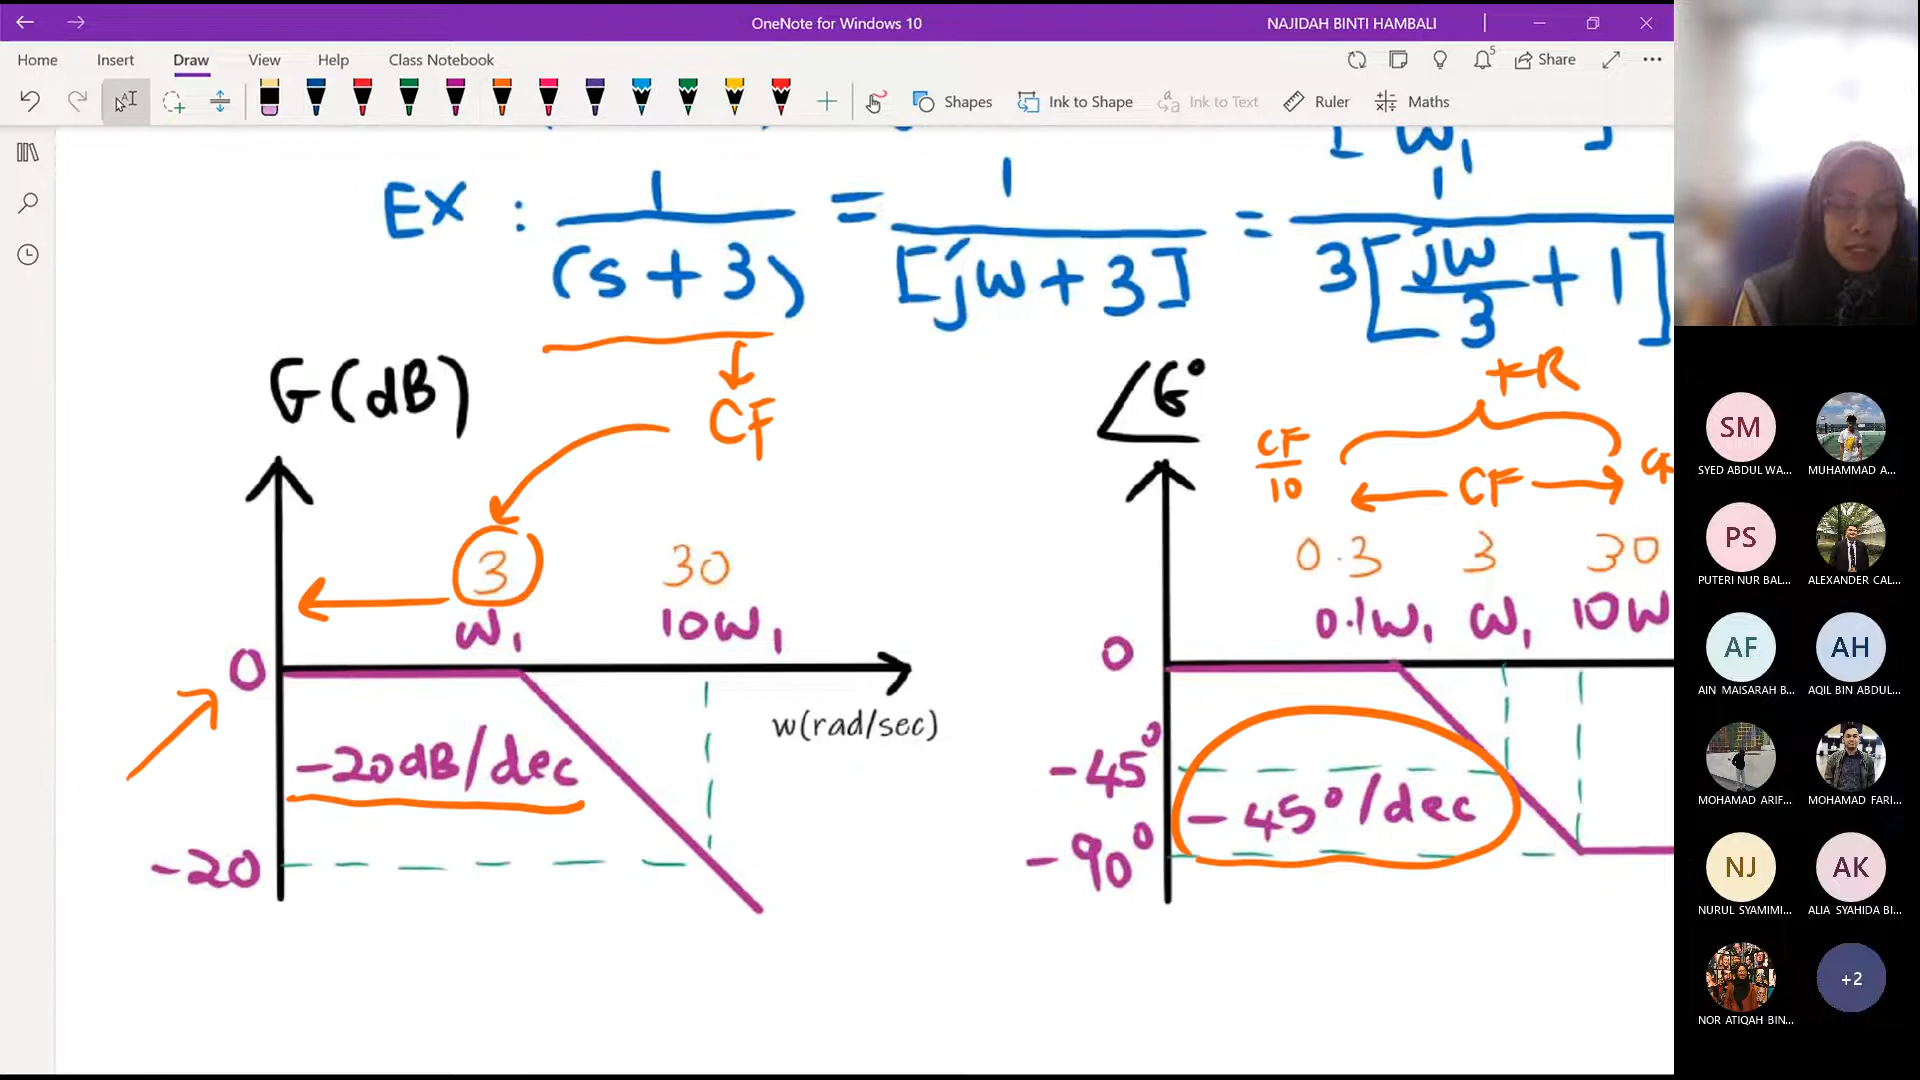 OneNote for Windows 10
NAJIDAH BINTI HAMBALI
Home Insert Draw View Help Class Notebook
5
Share
Shapes Ink to Shape Ink to Text Ruler Maths
[ w1 ]
EX : 1/(s+3) = 1/[jw+3] = 1/3[jw/3+1]
CF
G(dB)
3 30
w1 10w1
0
w(rad/sec)
-20dB/dec
-20
∠G°
*R
CF/10 CF
0.3 3 30
0.1w1 w1 10w
0
-45°
-45°/dec
-90°
SM
SYED ABDUL WA...
MUHAMMAD A...
PS
PUTERI NUR BAL...
ALEXANDER CAL...
AF
AIN MAISARAH B...
AH
AQIL BIN ABDUL...
MOHAMAD ARIF...
MOHAMAD FARI...
NJ
NURUL SYAMIMI...
AK
ALIA SYAHIDA BI...
NOR ATIQAH BIN...
+2